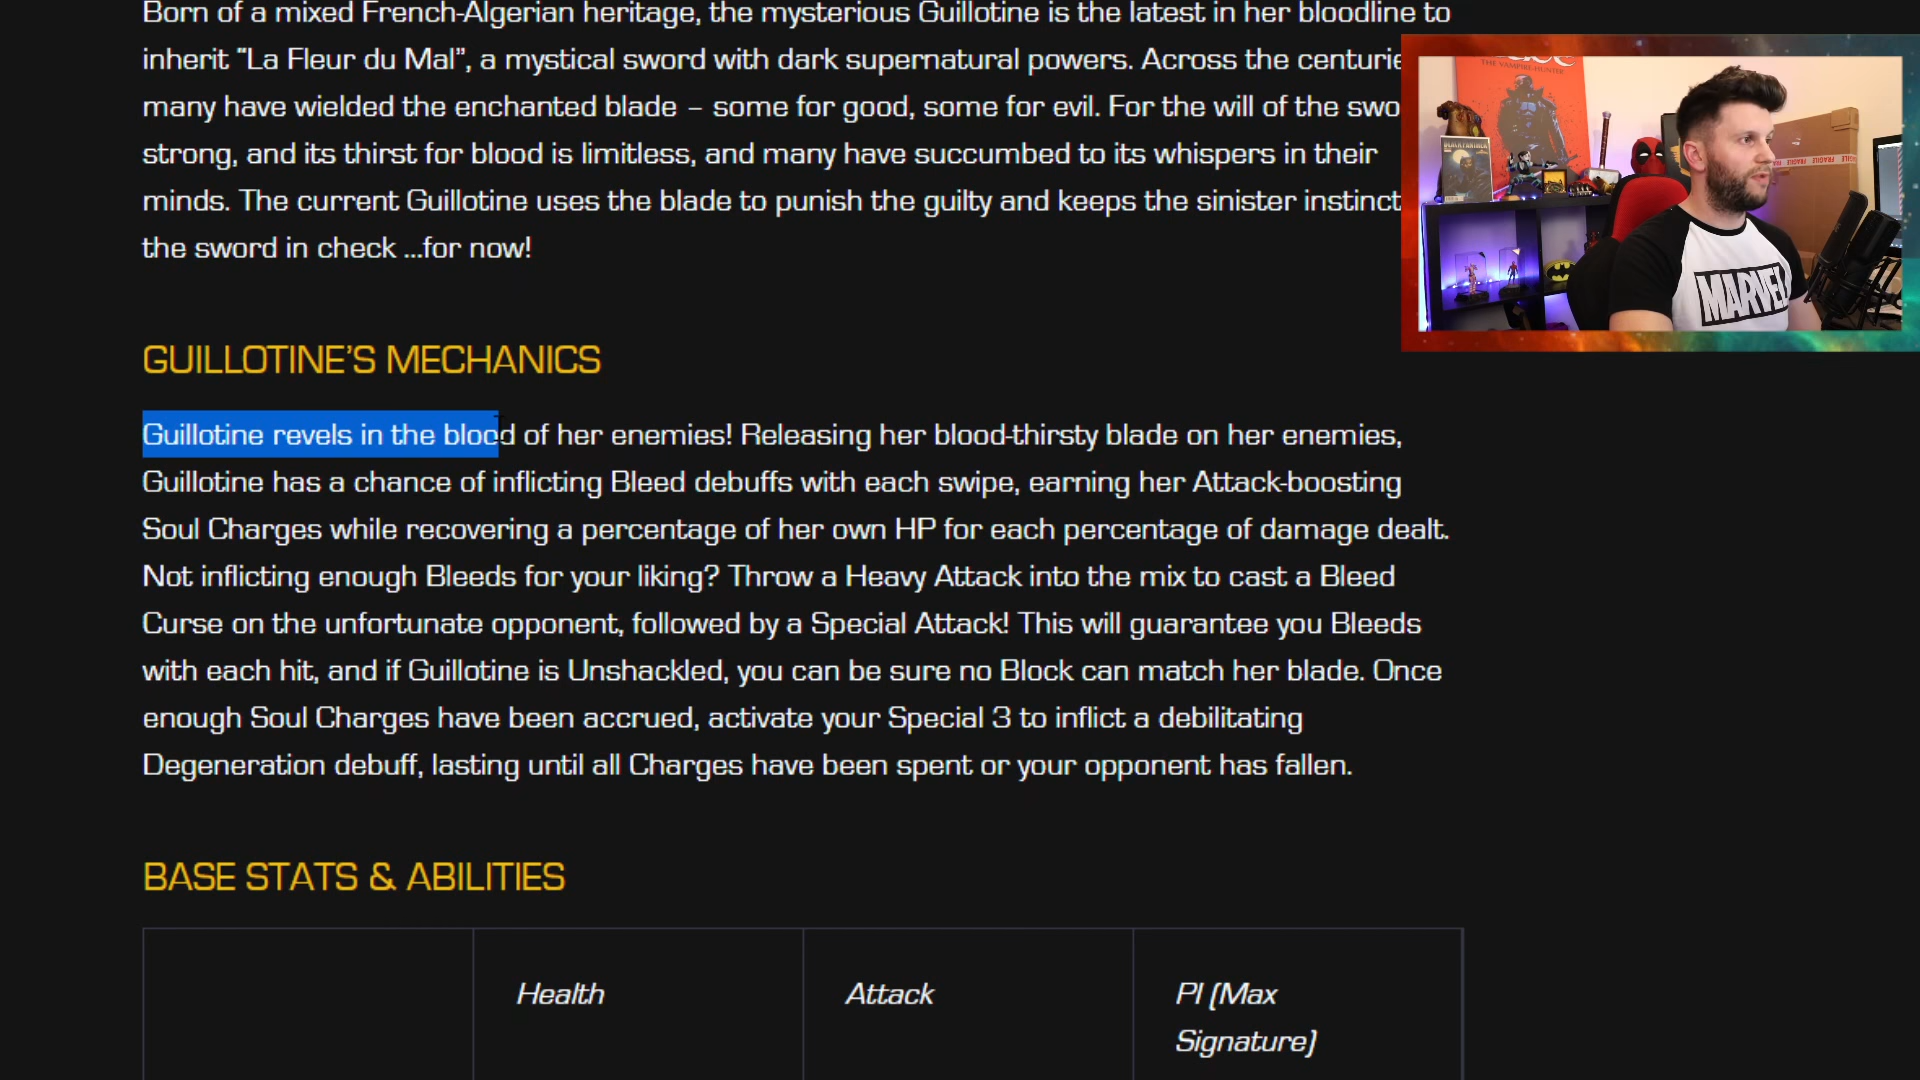 Born of a mixed French-Algerian heritage, the mysterious Guillotine is the latest in her bloodline to
inherit “La Fleur du Mal”, a mystical sword with dark supernatural powers. Across the centurie
many have wielded the enchanted blade – some for good, some for evil. For the will of the swo
strong, and its thirst for blood is limitless, and many have succumbed to its whispers in their
minds. The current Guillotine uses the blade to punish the guilty and keeps the sinister instinct
the sword in check ...for now!
THE VAMPIRE HUNTER
BLACK PANTHER
FRAGILE FRAGILE
MARVEL
GUILLOTINE’S MECHANICS
Guillotine revels in the blood of her enemies! Releasing her blood-thirsty blade on her enemies,
Guillotine has a chance of inflicting Bleed debuffs with each swipe, earning her Attack-boosting
Soul Charges while recovering a percentage of her own HP for each percentage of damage dealt.
Not inflicting enough Bleeds for your liking? Throw a Heavy Attack into the mix to cast a Bleed
Curse on the unfortunate opponent, followed by a Special Attack! This will guarantee you Bleeds
with each hit, and if Guillotine is Unshackled, you can be sure no Block can match her blade. Once
enough Soul Charges have been accrued, activate your Special 3 to inflict a debilitating
Degeneration debuff, lasting until all Charges have been spent or your opponent has fallen.
BASE STATS & ABILITIES
Health
Attack
PI (Max
Signature)